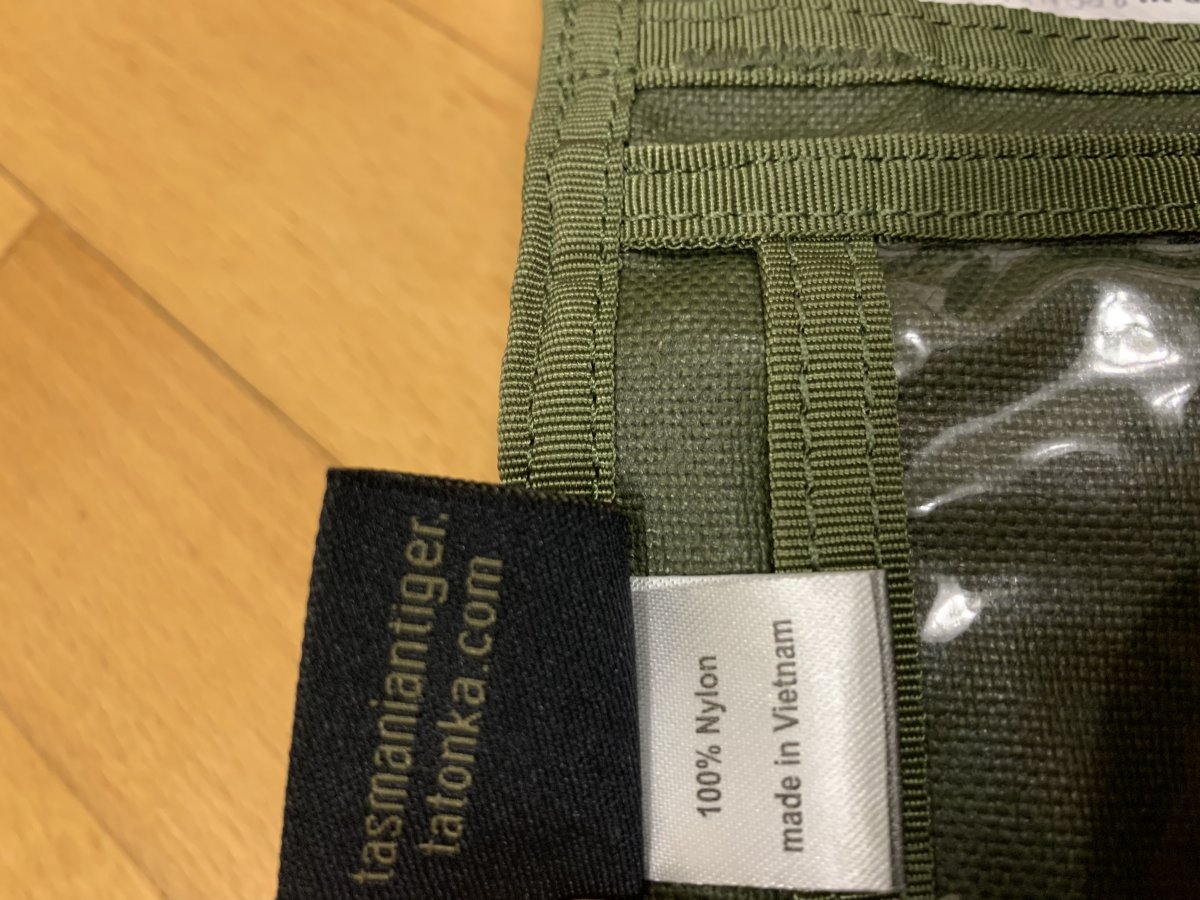 tasmaniantiger.
tatonka.com
100% Nylon
made in Vietnam